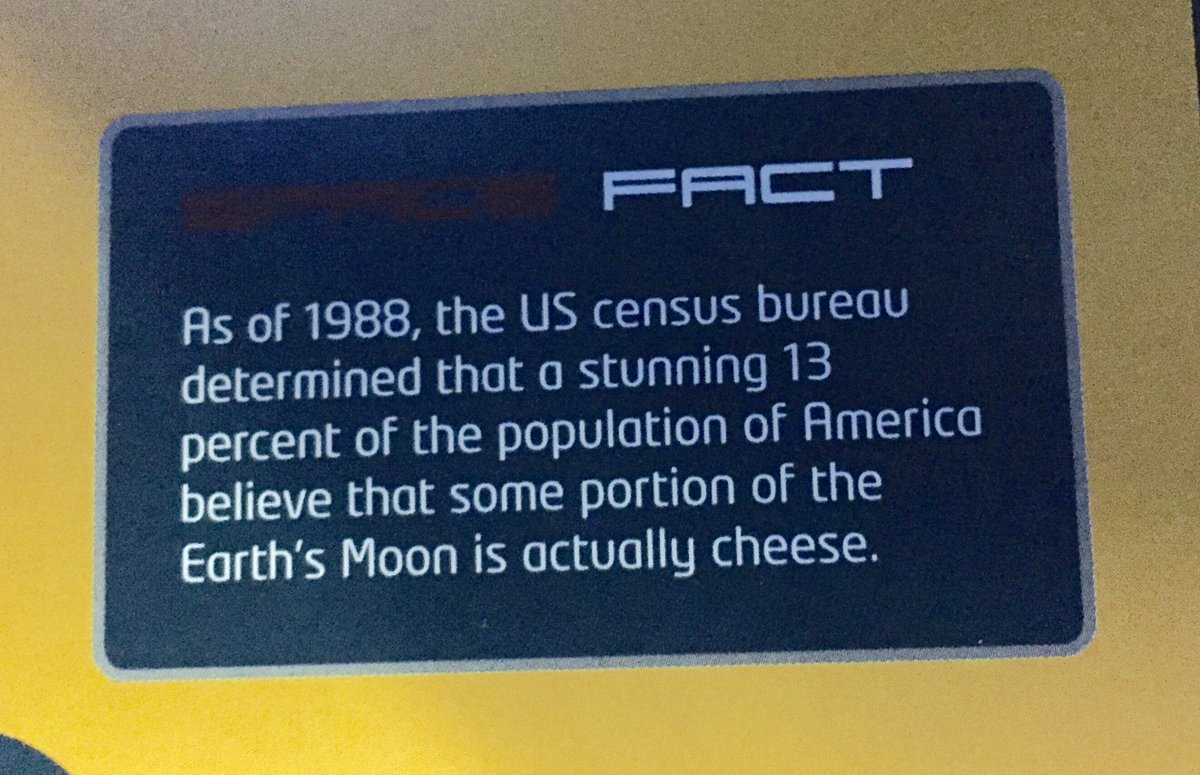 FACT
As of 1988, the US census bureau
determined that a stunning 13
percent of the population of America
believe that some portion of the
Earth's Moon is actually cheese.